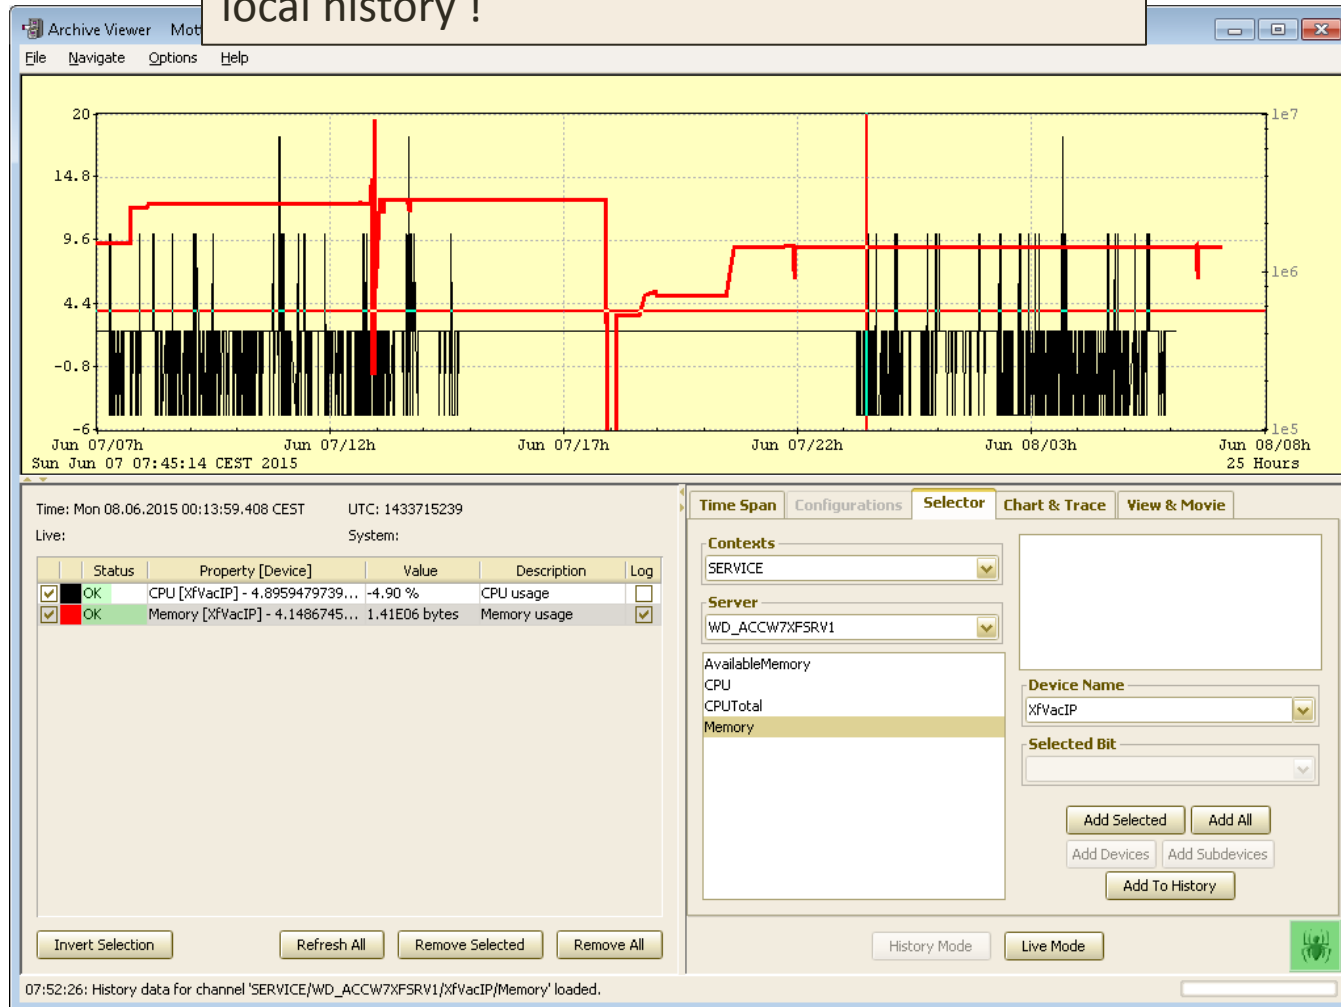 local history !
Archive Viewer Mot
File Navigate Options Help
20
14.8
9.6
4.4
-0.8
-6
1e7
1e6
1e5
Jun 07/07h Jun 07/12h Jun 07/17h Jun 07/22h Jun 08/03h Jun 08/08h
Sun Jun 07 07:45:14 CEST 2015 25 Hours
Time: Mon 08.06.2015 00:13:59.408 CEST UTC: 1433715239
Live: System:
Status Property [Device] Value Description Log
OK CPU [XfVacIP] - 4.8959479739... -4.90 % CPU usage
OK Memory [XfVacIP] - 4.1486745... 1.41E06 bytes Memory usage
Invert Selection Refresh All Remove Selected Remove All
Time Span Configurations Selector Chart & Trace View & Movie
Contexts
SERVICE
Server
WD_ACCW7XFSRV1
AvailableMemory
CPU
CPUTotal
Memory
Device Name
XfVacIP
Selected Bit
Add Selected Add All
Add Devices Add Subdevices
Add To History
History Mode Live Mode
07:52:26: History data for channel 'SERVICE/WD_ACCW7XFSRV1/XfVacIP/Memory' loaded.